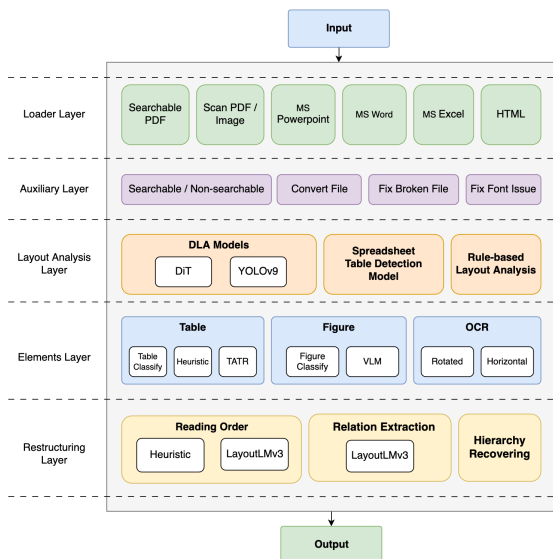 Input
Loader Layer
Searchable
PDF
Scan PDF /
Image
MS
Powerpoint
MS Word
MS Excel
HTML
Auxiliary Layer
Searchable / Non-searchable
Convert File
Fix Broken File
Fix Font Issue
Layout Analysis
Layer
DLA Models
DiT
YOLOv9
Spreadsheet
Table Detection
Model
Rule-based
Layout Analysis
Elements Layer
Table
Table
Classify
Heuristic
TATR
Figure
Figure
Classify
VLM
OCR
Rotated
Horizontal
Restructuring
Layer
Reading Order
Heuristic
LayoutLMv3
Relation Extraction
LayoutLMv3
Hierarchy
Recovering
Output